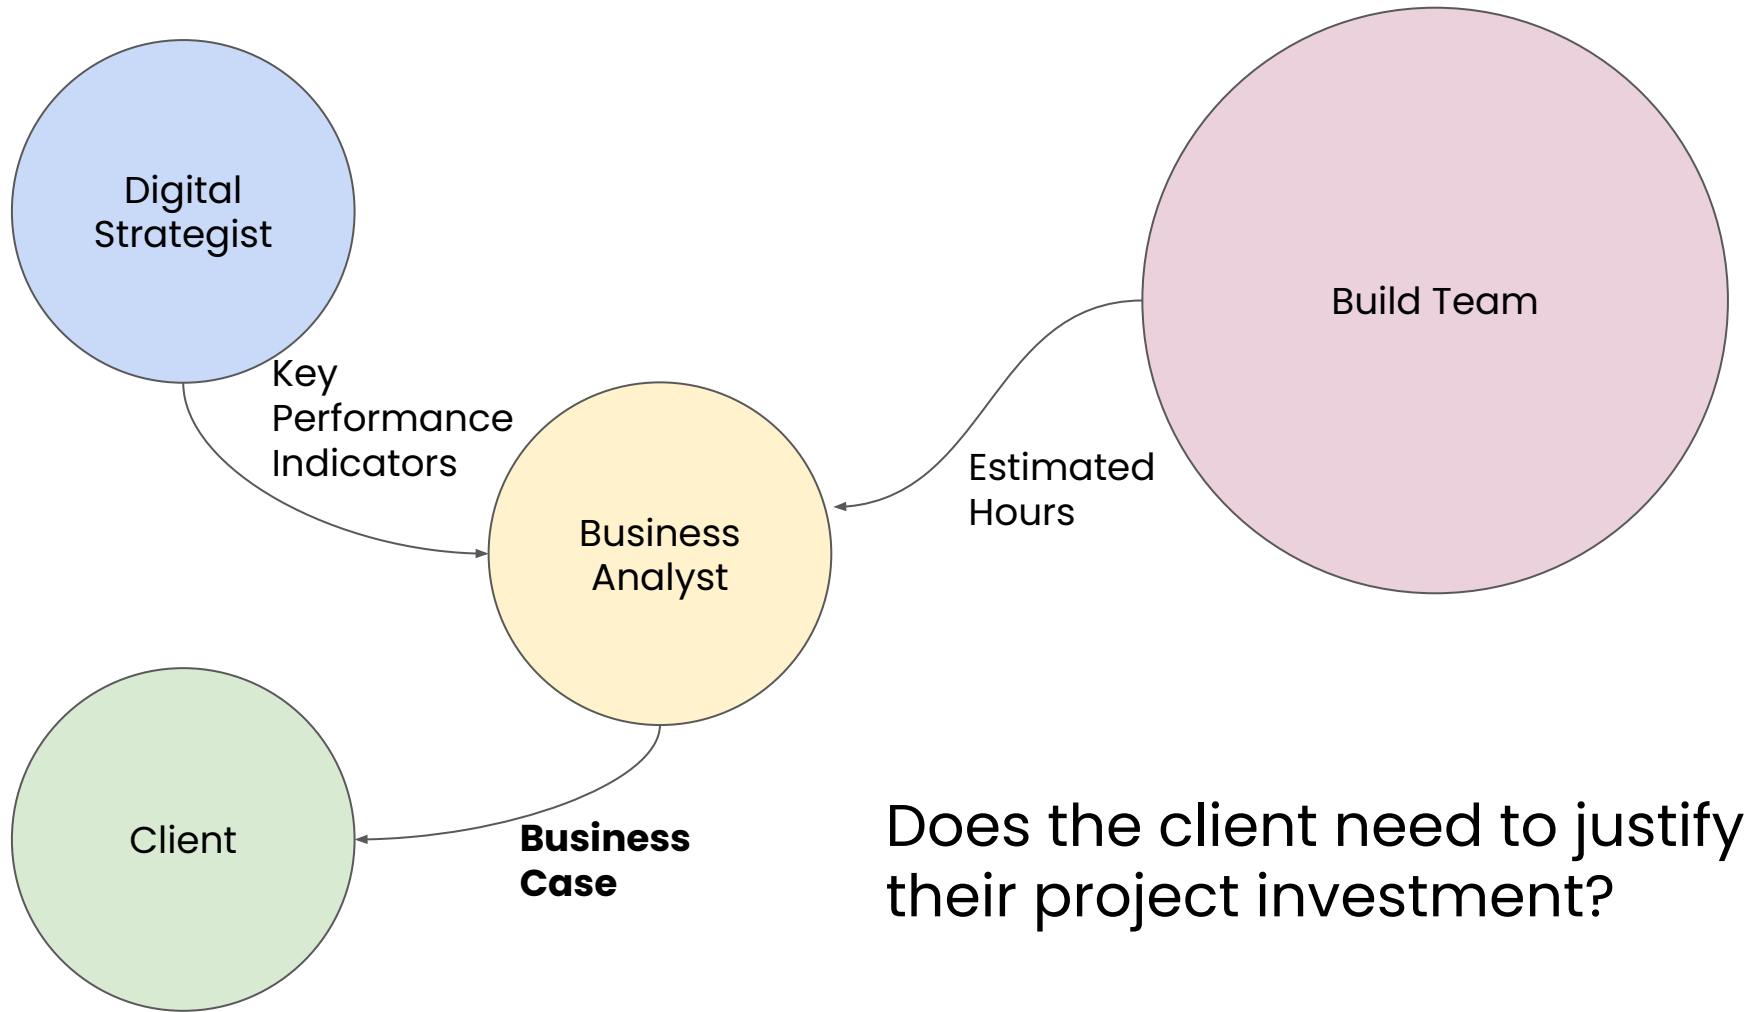 Digital
Strategist
Build Team
Key
Performance
Indicators
Estimated
Hours
Business
Analyst
Client
Business
Case
Does the client need to justify
their project investment?